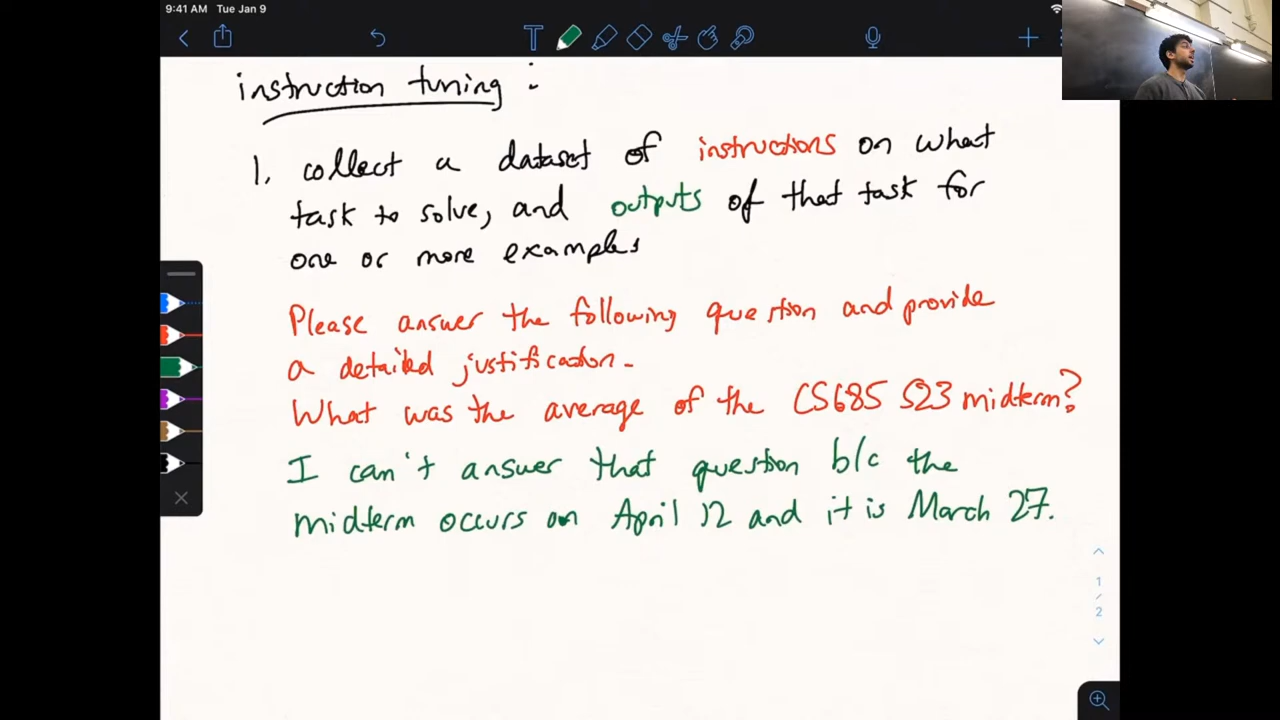 9:41 AM Tue Jan 9
instruction tuning :
1. collect a dataset of instructions on what
task to solve, and outputs of that task for
one or more examples
Please answer the following question and provide
a detailed justification.
What was the average of the CS685 S23 midterm?
I can't answer that question b/c the
midterm occurs on April 12 and it is March 27.
1
/
2